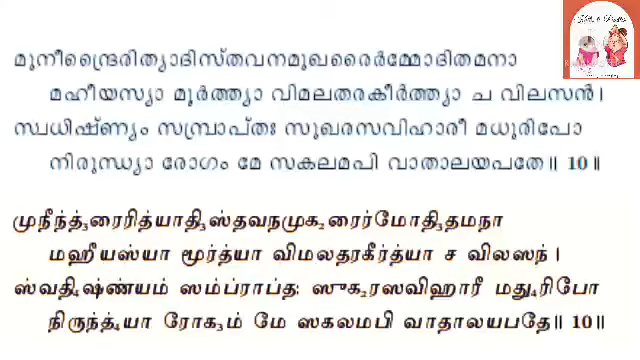 മുനീന്ദ്രൈരിത്യാദിസ്തവനമുഖരൈർമ്മോദിതമനാ
മഹീയസ്യാ മൂർത്ത്യാ വിമലതരകീർത്ത്യാ ച വിലസൻ।
സ്വധിഷ്ണ്യം സമ്പ്രാപ്തഃ സുഖരസവിഹാരീ മധുരിപോ
നിരുന്ധ്യാ രോഗം മേ സകലമപി വാതാലയപതേ॥ 10॥
முநீந்த்₃ரைரித்யாதி₃ஸ்தவநமுக₂ரைர்மோதி₃தமநா
மஹீயஸ்யா மூர்த்யா விமலதரகீர்த்யா ச விலஸந்।
ஸ்வதி₄ஷ்ண்யம் ஸம்ப்ராப்த: ஸுக₂ரஸவிஹாரீ மது₄ரிபோ
நிருந்த்₄யா ரோக₃ம் மே ஸகலமபி வாதாலயபதே॥ 10॥